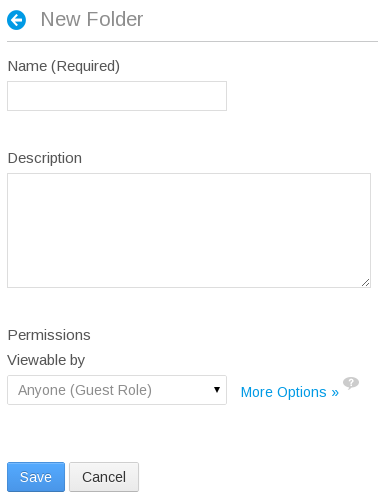 New Folder
Name (Required)
Description
Permissions
Viewable by
Anyone (Guest Role)
More Options »
?
Save
Cancel